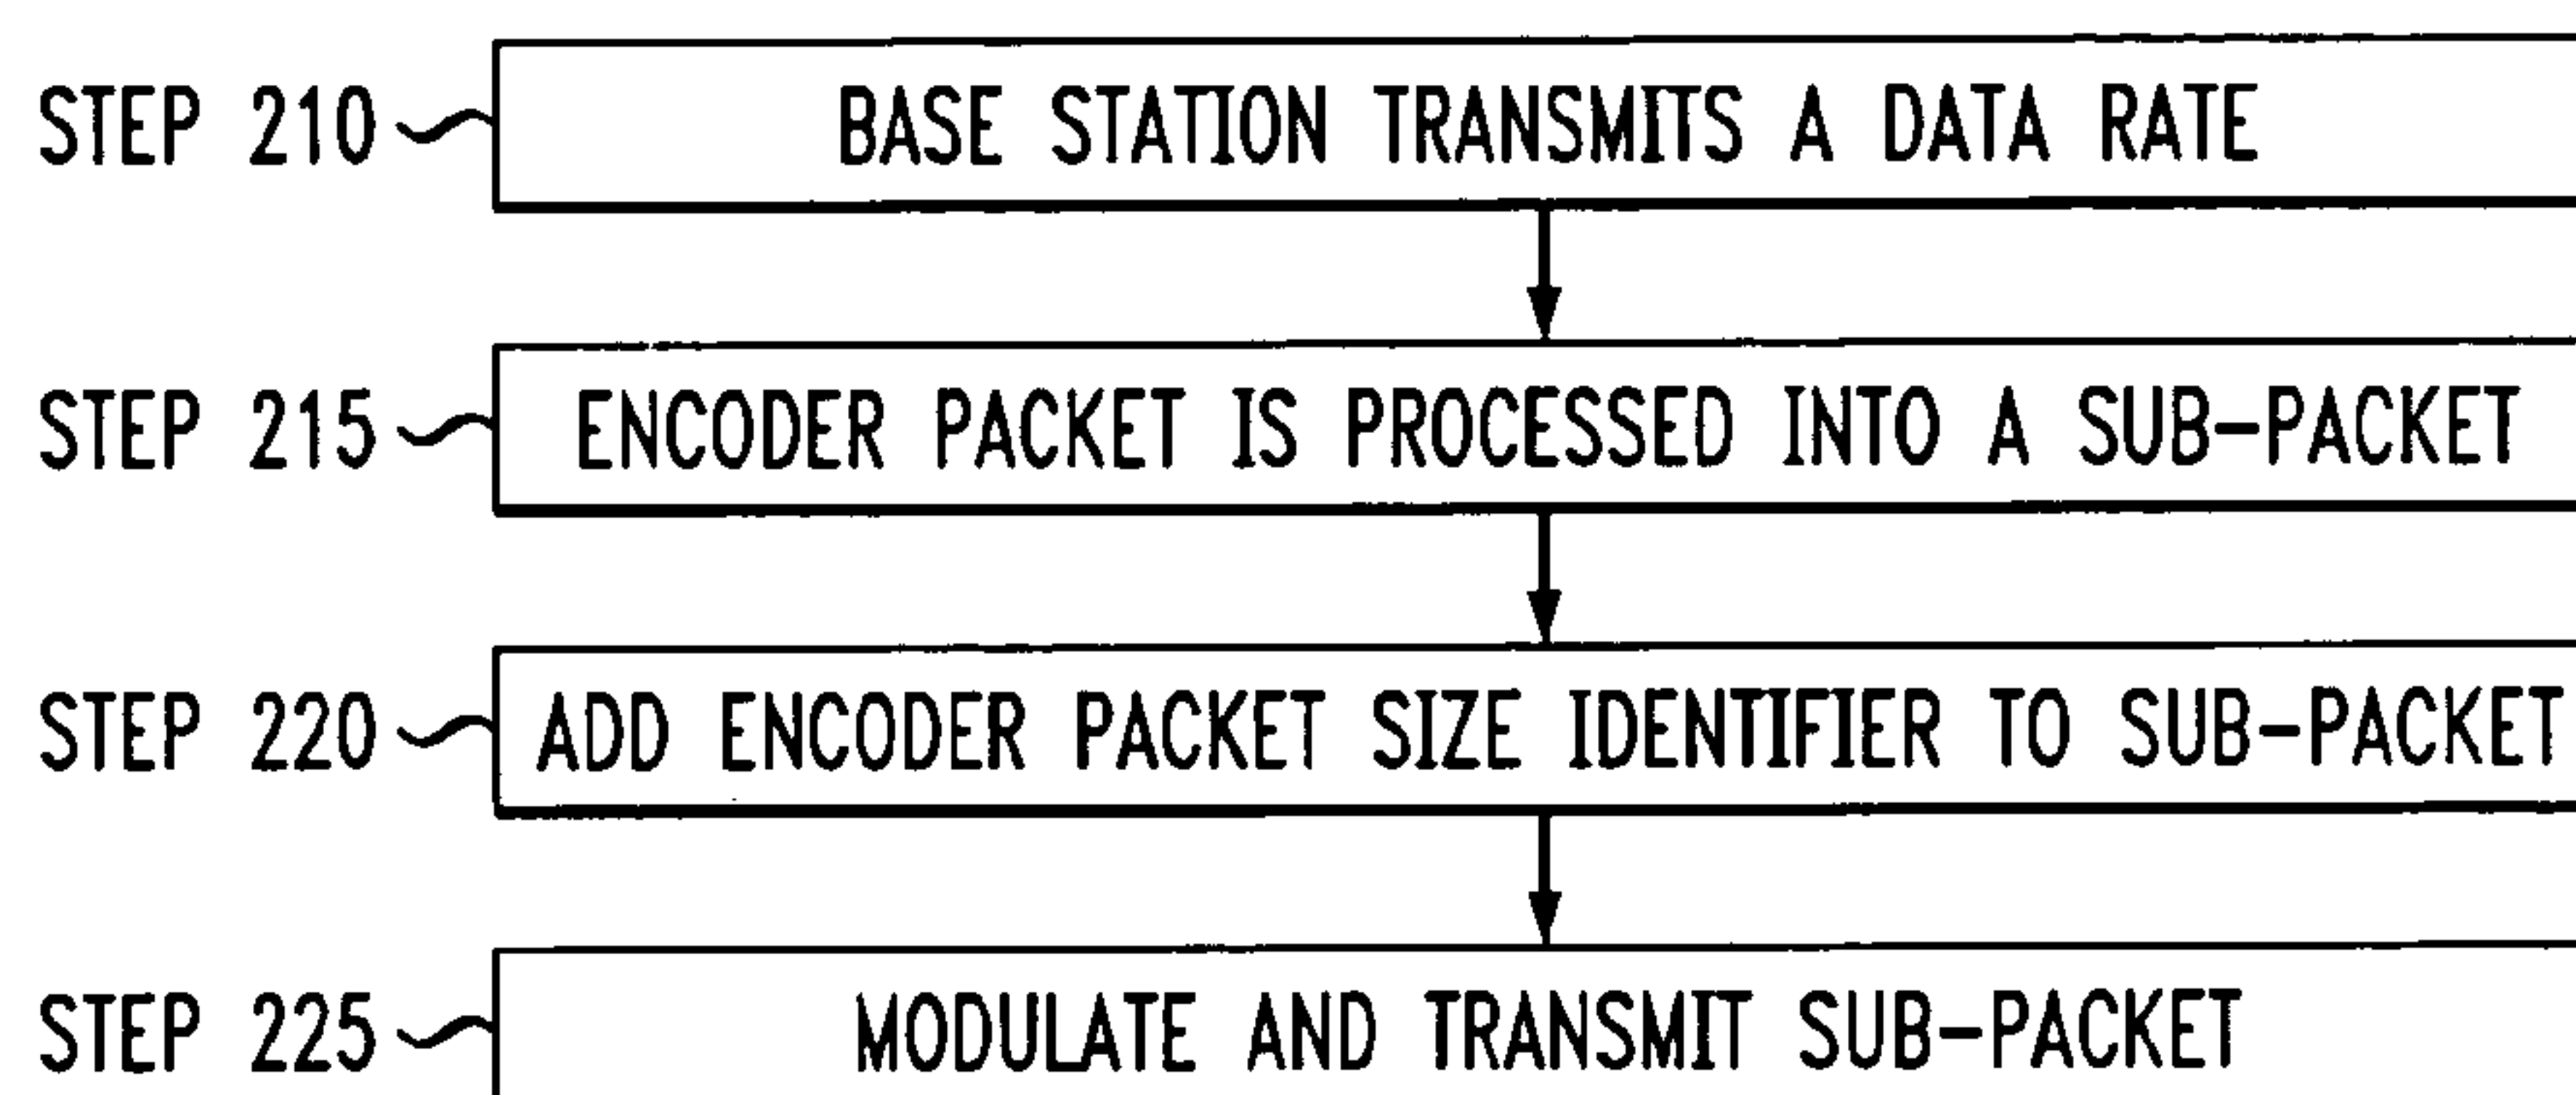 STEP 210 BASE STATION TRANSMITS A DATA RATE
STEP 215 ENCODER PACKET IS PROCESSED INTO A SUB-PACKET
STEP 220 ADD ENCODER PACKET SIZE IDENTIFIER TO SUB-PACKET
STEP 225 MODULATE AND TRANSMIT SUB-PACKET